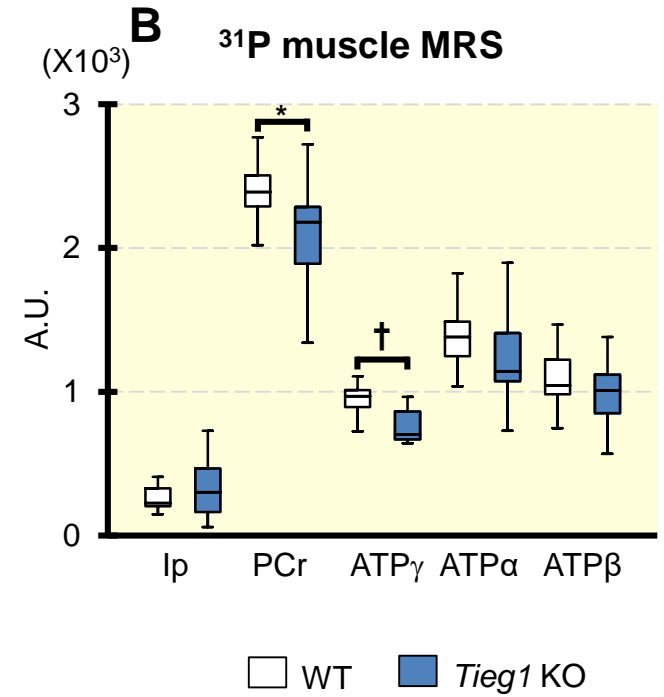 B
³¹P muscle MRS
(X10³)
3
*
2
A.U.
†
1
0
Ip PCr ATPγ ATPα ATPβ
WT Tieg1 KO